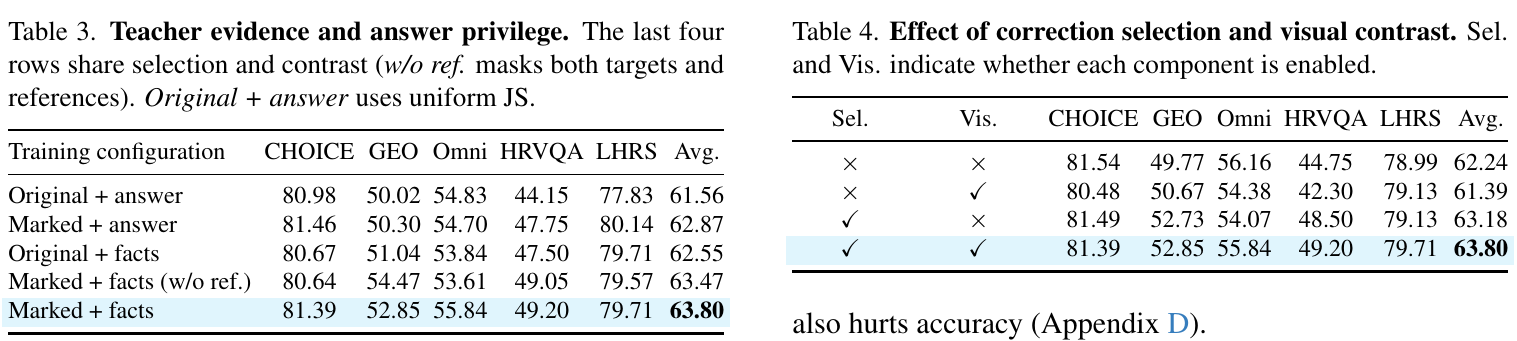 Table 3. Teacher evidence and answer privilege. The last four
rows share selection and contrast (w/o ref. masks both targets and
references). Original + answer uses uniform JS.
Training configuration CHOICE GEO Omni HRVQA LHRS Avg.
Original + answer 80.98 50.02 54.83 44.15 77.83 61.56
Marked + answer 81.46 50.30 54.70 47.75 80.14 62.87
Original + facts 80.67 51.04 53.84 47.50 79.71 62.55
Marked + facts (w/o ref.) 80.64 54.47 53.61 49.05 79.57 63.47
Marked + facts 81.39 52.85 55.84 49.20 79.71 63.80
Table 4. Effect of correction selection and visual contrast. Sel.
and Vis. indicate whether each component is enabled.
Sel. Vis. CHOICE GEO Omni HRVQA LHRS Avg.
× × 81.54 49.77 56.16 44.75 78.99 62.24
× ✓ 80.48 50.67 54.38 42.30 79.13 61.39
✓ × 81.49 52.73 54.07 48.50 79.13 63.18
✓ ✓ 81.39 52.85 55.84 49.20 79.71 63.80
also hurts accuracy (Appendix D).